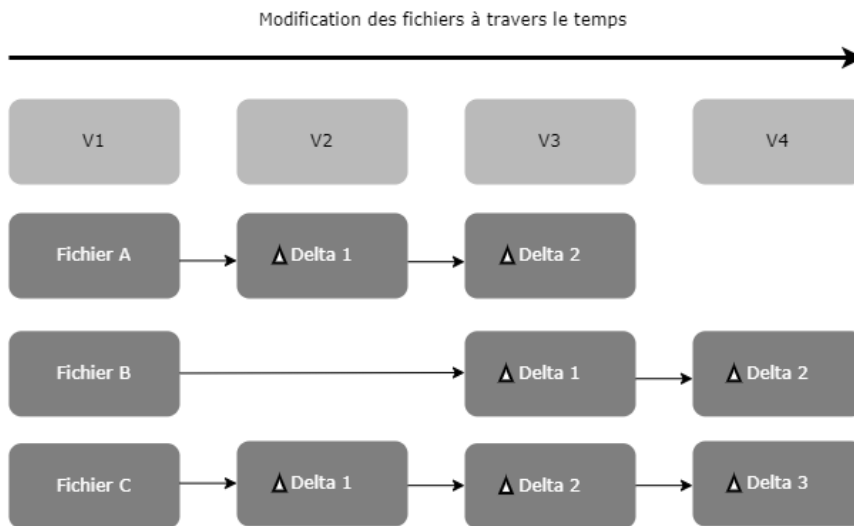 Modification des fichiers à travers le temps
V1 V2 V3 V4
Fichier A Delta 1 Delta 2
Fichier B Delta 1 Delta 2
Fichier C Delta 1 Delta 2 Delta 3